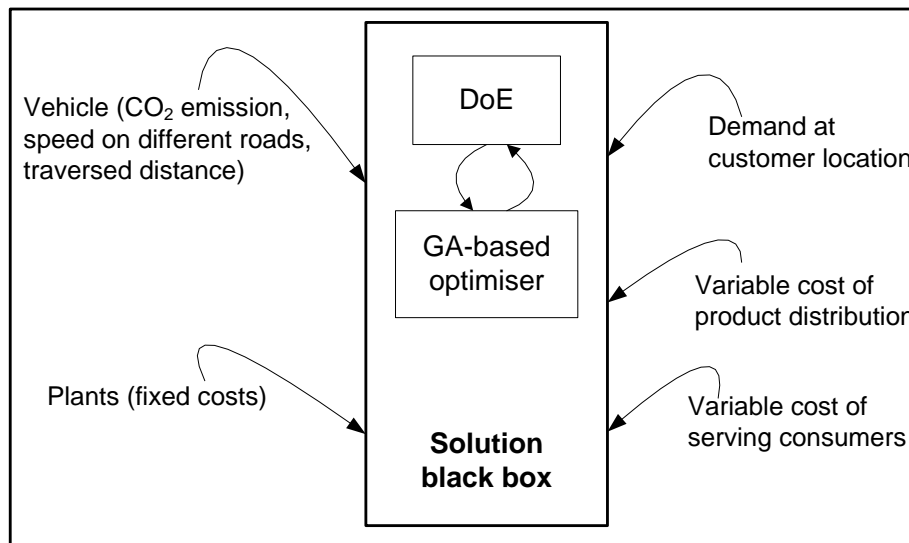 Vehicle (CO₂ emission,
speed on different roads,
traversed distance)
Plants (fixed costs)
DoE
GA-based
optimiser
Solution
black box
Demand at
customer location
Variable cost of
product distribution
Variable cost of
serving consumers